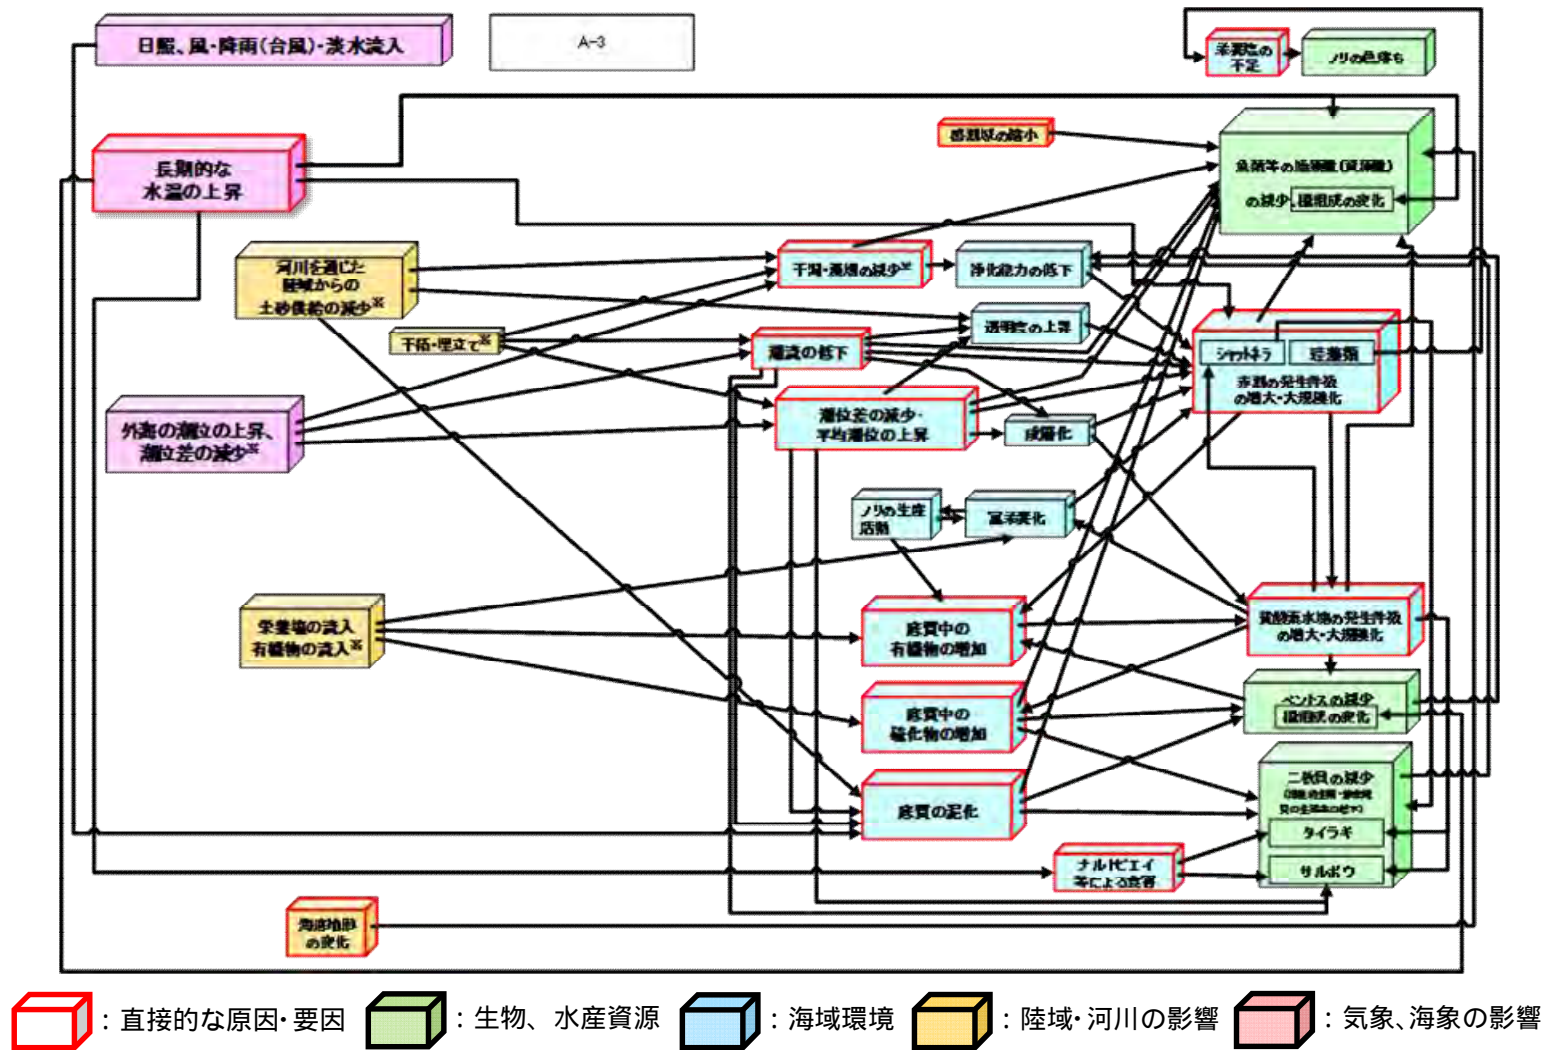 日照、風・降雨(台風)・淡水流入
A-3
栄養塩の
不足
ノリの色落ち
長期的な
水温の上昇
魚類等の漁獲量(資源量)
の減少、種組成の変化
河川を通じた
陸域からの
土砂供給の減少※
干潟・藻場の減少※
浄化能力の低下
干拓・埋立て※
潮流の低下
透明度の上昇
シャットネラ
珪藻類
赤潮の発生件数
の増大・大規模化
外海の潮位の上昇、
潮位差の減少※
潮位差の減少・
平均潮位の上昇
成層化
ノリの生産
活動
富栄養化
栄養塩の流入
有機物の流入※
底質中の
有機物の増加
貧酸素水塊の発生件数
の増大・大規模化
底質中の
硫化物の増加
ベントスの減少
種組成の変化
二枚貝の減少
底質の泥化
タイラギ
サルボウ
ナルトビエイ
等による食害
海底地形
の変化
:直接的な原因・要因
:生物、水産資源
:海域環境
:陸域・河川の影響
:気象、海象の影響